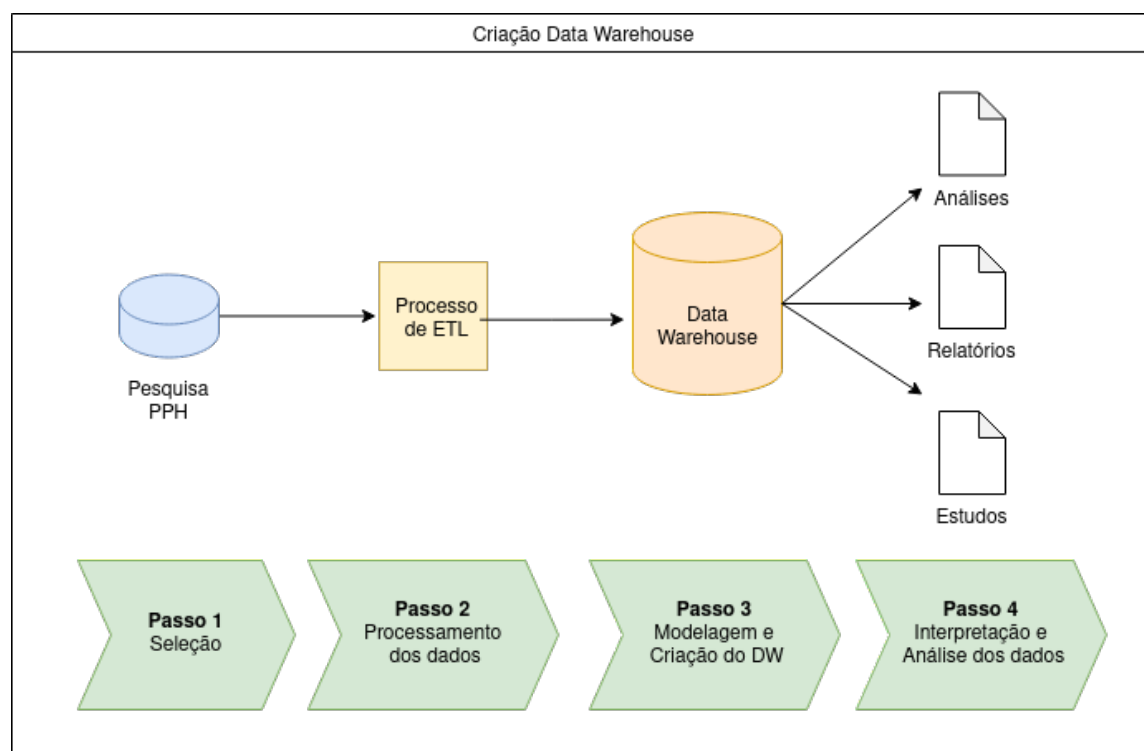 Criação Data Warehouse
Análises
Processo
de ETL
Data
Warehouse
Relatórios
Pesquisa
PPH
Estudos
Passo 1
Seleção
Passo 2
Processamento
dos dados
Passo 3
Modelagem e
Criação do DW
Passo 4
Interpretação e
Análise dos dados